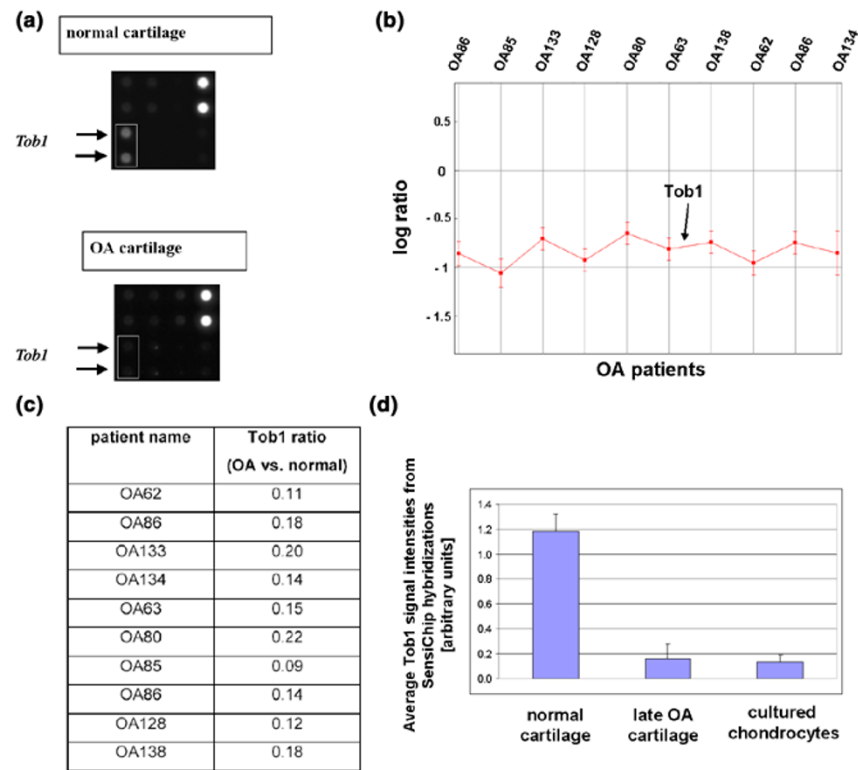 (a)
normal cartilage
Tob1
OA cartilage
Tob1
(b)
OA86 OA85 OA133 OA128 OA80 OA63 OA138 OA62 OA86 OA134
0.5
0
- 0.5
- 1
- 1.5
log ratio
Tob1
OA patients
(c)
patient name Tob1 ratio
(OA vs. normal)
OA62 0.11
OA86 0.18
OA133 0.20
OA134 0.14
OA63 0.15
OA80 0.22
OA85 0.09
OA86 0.14
OA128 0.12
OA138 0.18
(d)
Average Tob1 signal intensities from
SensiChip hybridizations
[arbitrary units]
1.4
1.2
1.0
0.8
0.6
0.4
0.2
0.0
normal
cartilage
late OA
cartilage
cultured
chondrocytes